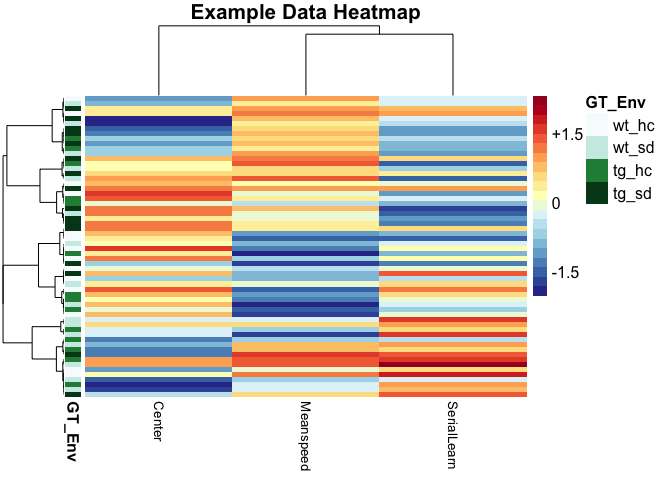 Example Data Heatmap
GT_Env
wt_hc
wt_sd
tg_hc
tg_sd
+1.5
0
-1.5
GT_Env
Center
Meanspeed
SerialLearn